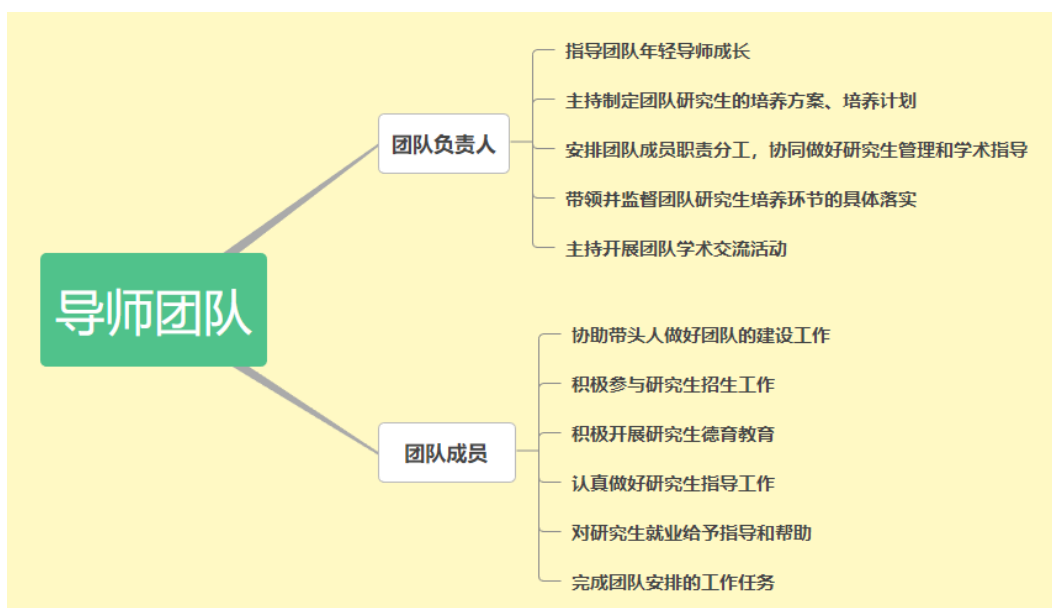 导师团队
团队负责人
指导团队年轻导师成长
主持制定团队研究生的培养方案、培养计划
安排团队成员职责分工，协同做好研究生管理和学术指导
带领并监督团队研究生培养环节的具体落实
主持开展团队学术交流活动
团队成员
协助带头人做好团队的建设工作
积极参与研究生招生工作
积极开展研究生德育教育
认真做好研究生指导工作
对研究生就业给予指导和帮助
完成团队安排的工作任务